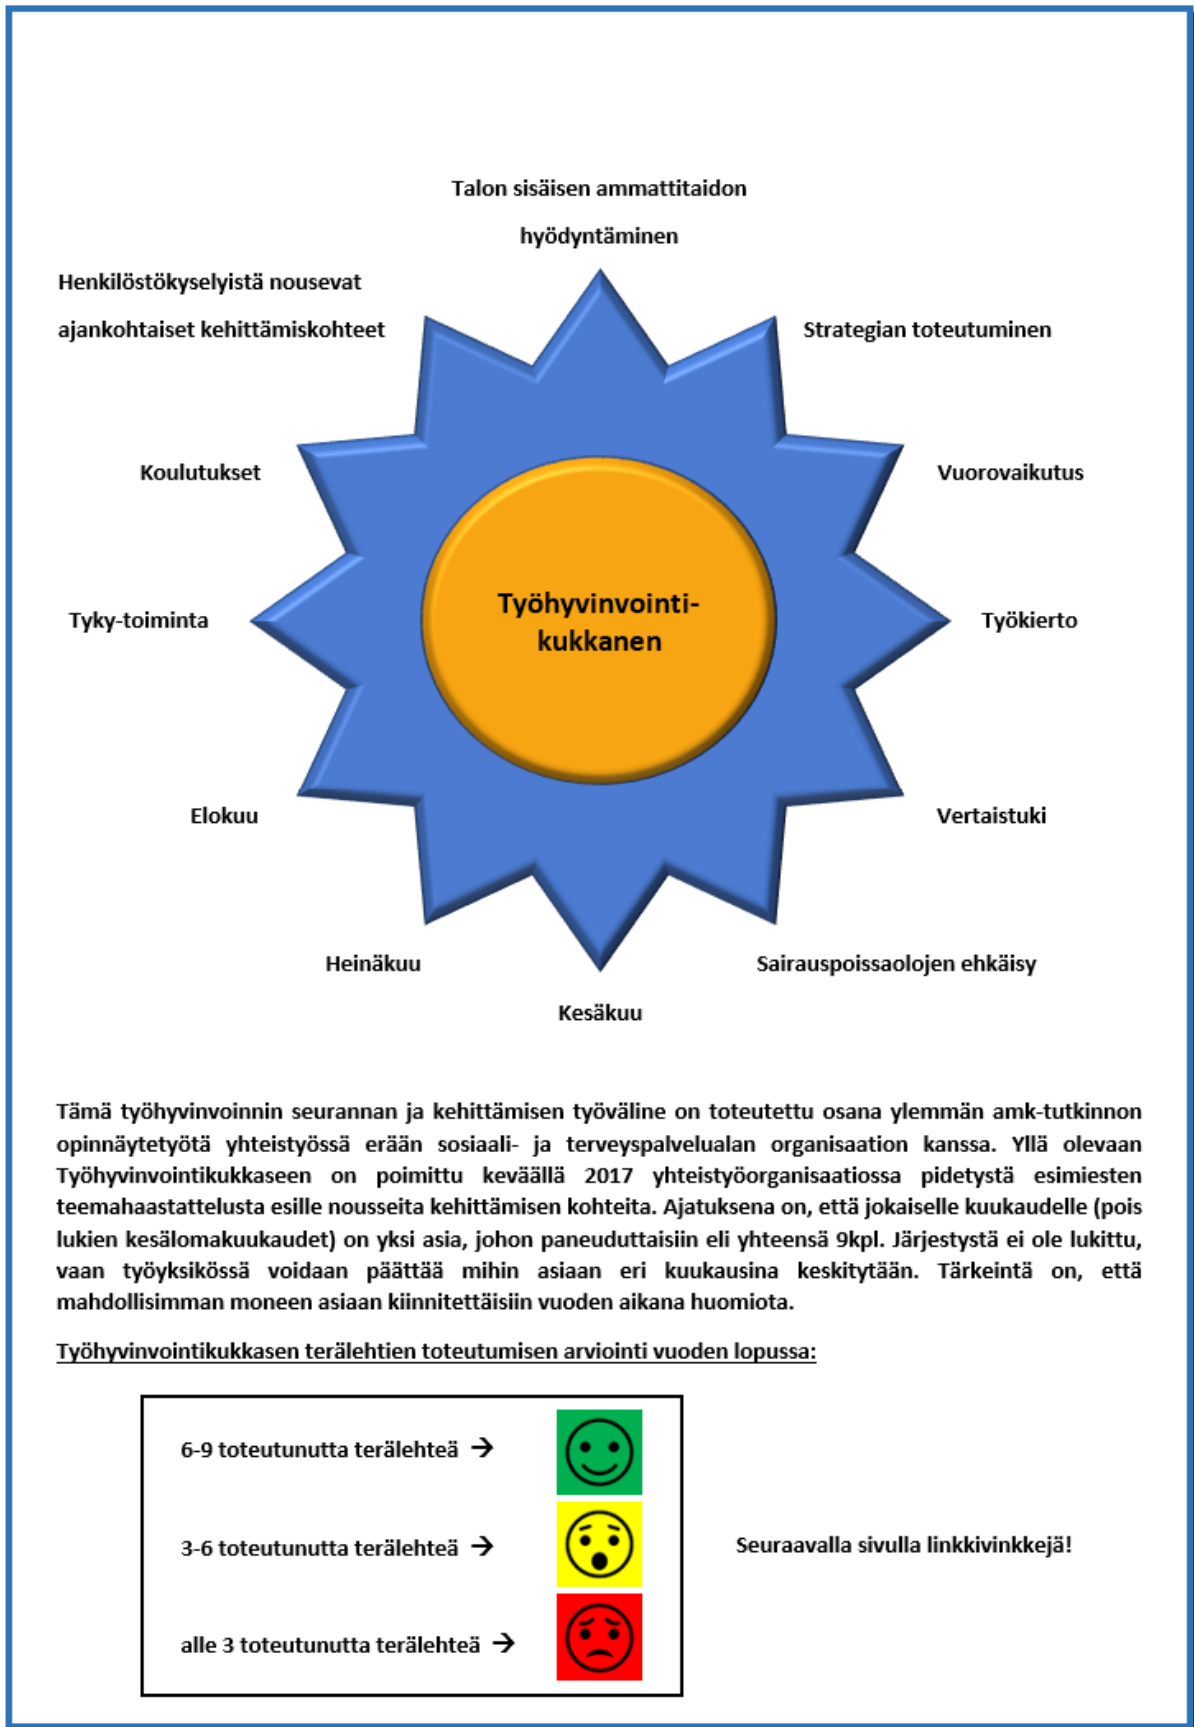 Talon sisäisen ammattitaidon
hyödyntäminen
Henkilöstökyselyistä nousevat
ajankohtaiset kehittämiskohteet
Strategian toteutuminen
Koulutukset
Vuorovaikutus
Työhyvinvointi-
kukkanen
Tyky-toiminta
Työkierto
Elokuu
Vertaistuki
Heinäkuu
Sairauspoissaolojen ehkäisy
Kesäkuu
Tämä työhyvinvoinnin seurannan ja kehittämisen työväline on toteutettu osana ylemmän amk-tutkinnon
opinnäytetyötä yhteistyössä erään sosiaali- ja terveyspalvelualan organisaation kanssa. Yllä olevaan
Työhyvinvointikukkaseen on poimittu keväällä 2017 yhteistyöorganisaatiossa pidetystä esimiesten
teemahaastattelusta esille nousseita kehittämisen kohteita. Ajatuksena on, että jokaiselle kuukaudelle (pois
lukien kesälomakuukaudet) on yksi asia, johon paneuduttaisiin eli yhteensä 9kpl. Järjestystä ei ole lukittu,
vaan työyksikössä voidaan päättää mihin asiaan eri kuukausina keskitytään. Tärkeintä on, että
mahdollisimman moneen asiaan kiinnitettäisiin vuoden aikana huomiota.
Työhyvinvointikukkasen terälehtien toteutumisen arviointi vuoden lopussa:
6-9 toteutunutta terälehteä →
3-6 toteutunutta terälehteä →
Seuraavalla sivulla linkkivinkkejä!
alle 3 toteutunutta terälehteä →